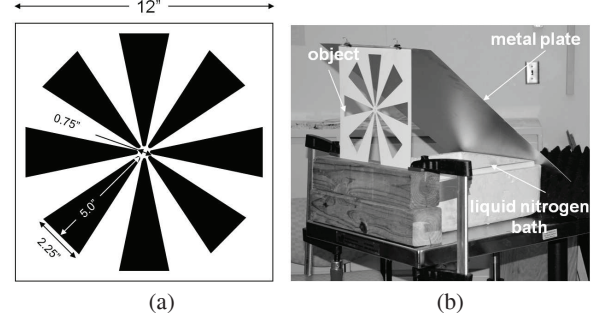 12"
0.75"
5.0"
2.25"
(a)
object
metal plate
liquid nitrogen
bath
(b)